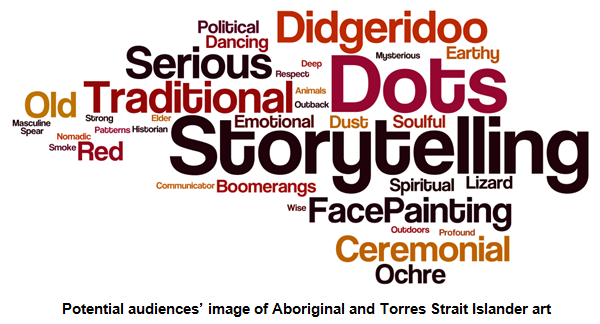 Political
Didgeridoo
Dancing
Deep
Mysterious
Earthy
Serious
Respect
Dots
Old
Traditional
Animals
Outback
Masculine
Strong
Elder
Emotional
Dust
Soulful
Spear
Nomadic
Patterns
Historian
Smoke
Red
Storytelling
Communicator
Boomerangs
Spiritual
Lizard
Wise
FacePainting
Outdoors
Profound
Ceremonial
Ochre
Potential audiences’ image of Aboriginal and Torres Strait Islander art